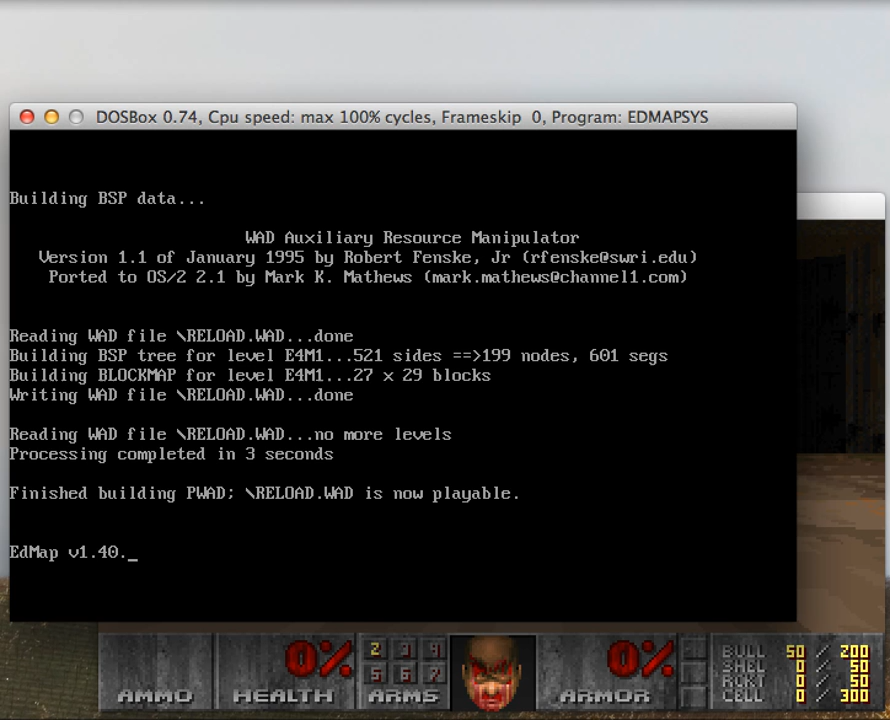 DOSBox 0.74, Cpu speed: max 100% cycles, Frameskip 0, Program: EDMAPSYS
Building BSP data...
WAD Auxiliary Resource Manipulator
Version 1.1 of January 1995 by Robert Fenske, Jr (rfenske@swri.edu)
Ported to OS/2 2.1 by Mark K. Mathews (mark.mathews@channel1.com)
Reading WAD file \RELOAD.WAD...done
Building BSP tree for level E4M1...521 sides ==>199 nodes, 601 segs
Building BLOCKMAP for level E4M1...27 x 29 blocks
Writing WAD file \RELOAD.WAD...done
Reading WAD file \RELOAD.WAD...no more levels
Processing completed in 3 seconds
Finished building PWAD; \RELOAD.WAD is now playable.
EdMap v1.40._
0% 2 3 4 0% BULL 50 / 200
SHEL 0 / 50
5 6 7 RCKT 0 / 50
AMMO HEALTH ARMS ARMOR CELL 0 / 300